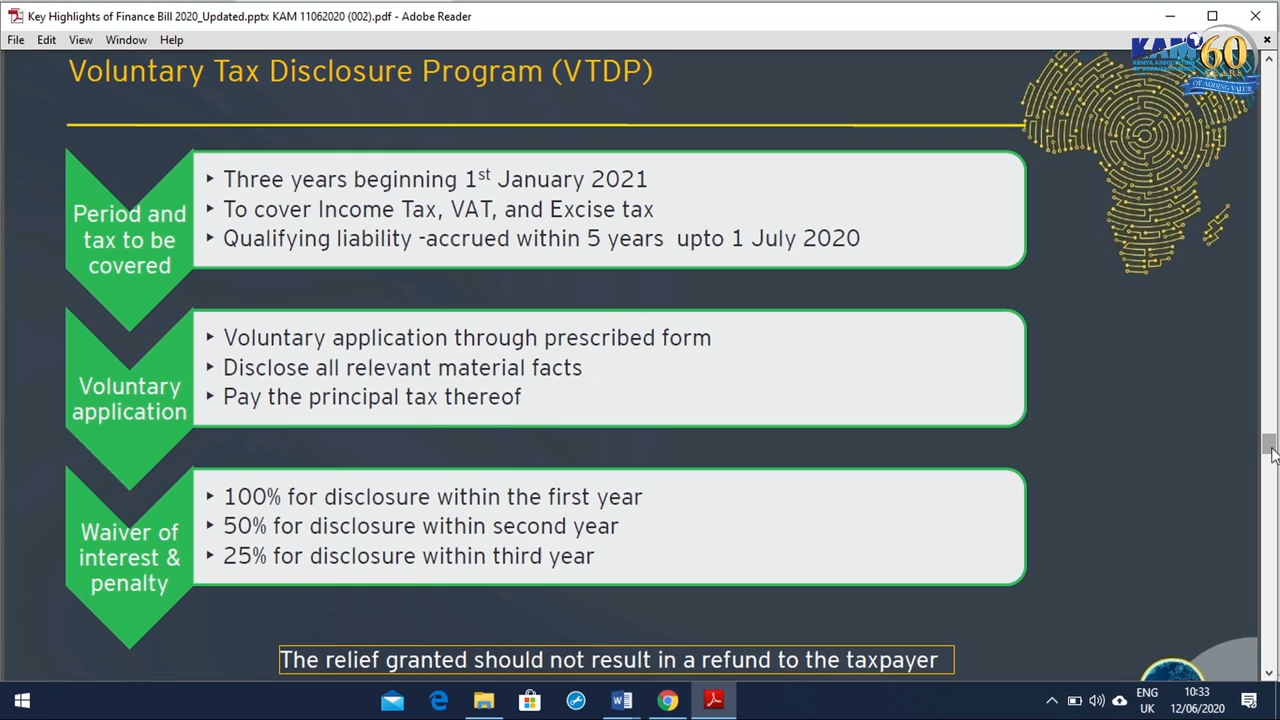 Key Highlights of Finance Bill 2020_Updated.pptx KAM 11062020 (002).pdf - Adobe Reader
File Edit View Window Help
KAM 60
YEARS
OF ADDING VALUE
Voluntary Tax Disclosure Program (VTDP)
Period and
tax to be
covered
‣ Three years beginning 1st January 2021
‣ To cover Income Tax, VAT, and Excise tax
‣ Qualifying liability -accrued within 5 years upto 1 July 2020
Voluntary
application
‣ Voluntary application through prescribed form
‣ Disclose all relevant material facts
‣ Pay the principal tax thereof
Waiver of
interest &
penalty
‣ 100% for disclosure within the first year
‣ 50% for disclosure within second year
‣ 25% for disclosure within third year
The relief granted should not result in a refund to the taxpayer
ENG
UK
10:33
12/06/2020